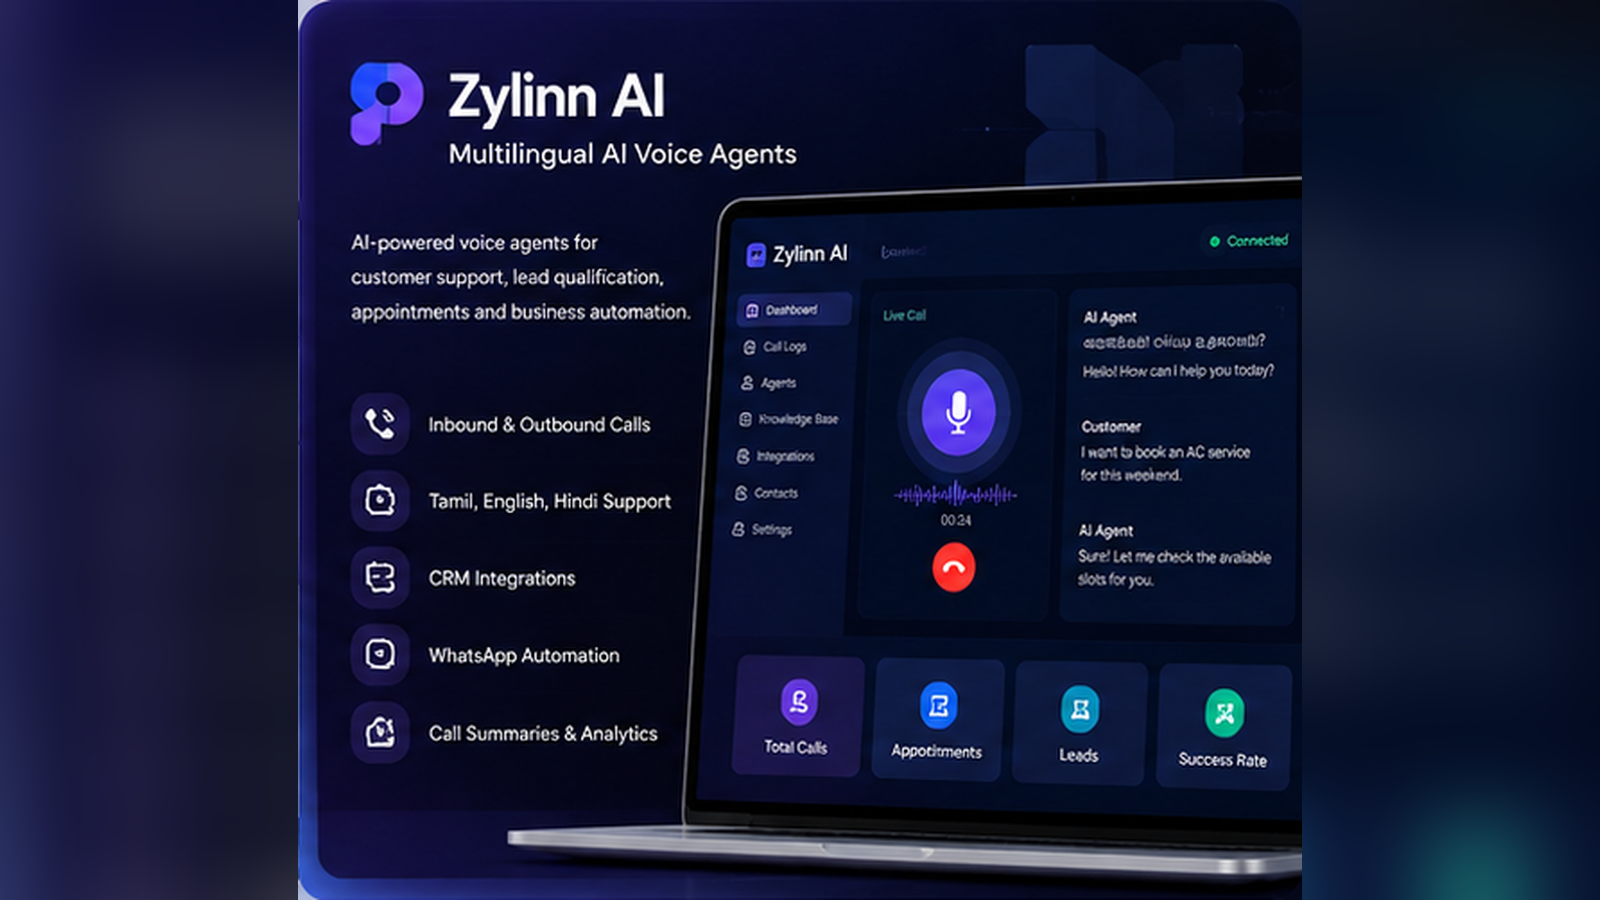 Zylinn AI
Multilingual AI Voice Agents
AI-powered voice agents for
customer support, lead qualification,
appointments and business automation.
Inbound & Outbound Calls
Tamil, English, Hindi Support
CRM Integrations
WhatsApp Automation
Call Summaries & Analytics
Zylinn AI
Connected
Dashboard
Call Logs
Agents
Knowledge Base
Integrations
Contacts
Settings
Live Call
00:24
AI Agent
Hello! How can I help you today?
Customer
I want to book an AC service
for this weekend.
AI Agent
Sure! Let me check the available
slots for you.
Total Calls
Appotitments
Leads
Success Rate